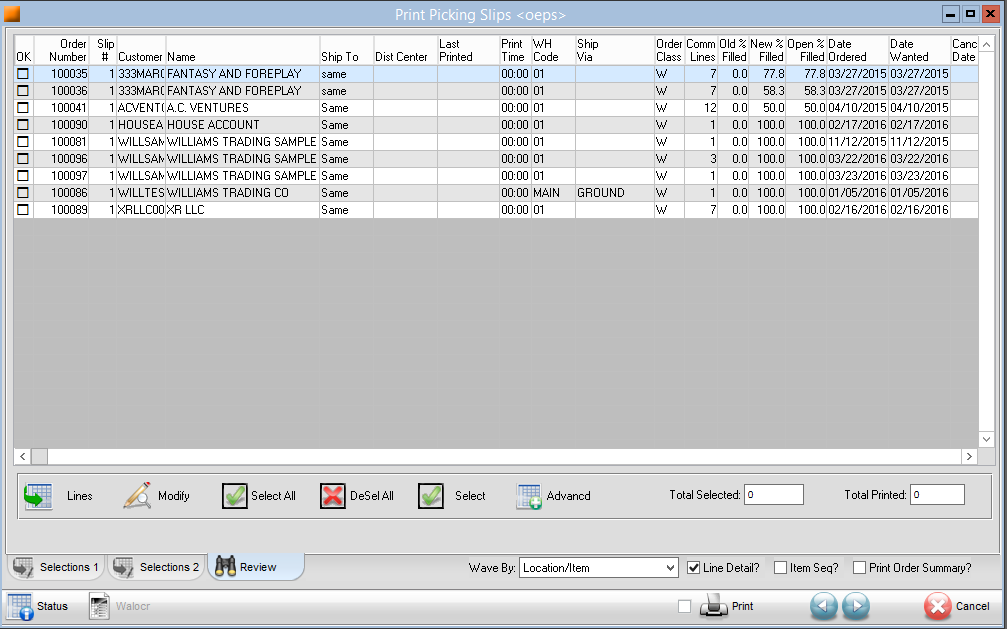 Print Picking Slips <oeps>
OK Order Number Slip # Customer Name Ship To Dist Center Last Printed Print Time WH Code Ship Via Order Class Comm Lines Old % Filled New % Filled Open % Filled Date Ordered Date Wanted Canc Date
100035 1 333MARC FANTASY AND FOREPLAY same 00:00 01 W 7 0.0 77.8 77.8 03/27/2015 03/27/2015
100036 1 333MARC FANTASY AND FOREPLAY same 00:00 01 W 7 0.0 58.3 58.3 03/27/2015 03/27/2015
100041 1 ACVENTO A.C. VENTURES Same 00:00 01 W 12 0.0 50.0 50.0 04/10/2015 04/10/2015
100090 1 HOUSEA HOUSE ACCOUNT Same 00:00 01 W 1 0.0 100.0 100.0 02/17/2016 02/17/2016
100081 1 WILLSAM WILLIAMS TRADING SAMPLE Same 00:00 01 W 1 0.0 100.0 100.0 11/12/2015 11/12/2015
100096 1 WILLSAM WILLIAMS TRADING SAMPLE Same 00:00 01 W 3 0.0 100.0 100.0 03/22/2016 03/22/2016
100097 1 WILLSAM WILLIAMS TRADING SAMPLE Same 00:00 01 W 1 0.0 100.0 100.0 03/23/2016 03/23/2016
100086 1 WILLTES WILLIAMS TRADING CO Same 00:00 MAIN GROUND W 1 0.0 100.0 100.0 01/05/2016 01/05/2016
100089 1 XRLLC00 XR LLC Same 00:00 01 W 7 0.0 100.0 100.0 02/16/2016 02/16/2016
Lines Modify Select All DeSel All Select Advancd Total Selected: 0 Total Printed: 0
Selections 1 Selections 2 Review Wave By: Location/Item Line Detail? Item Seq? Print Order Summary?
Status Walocr Print Cancel